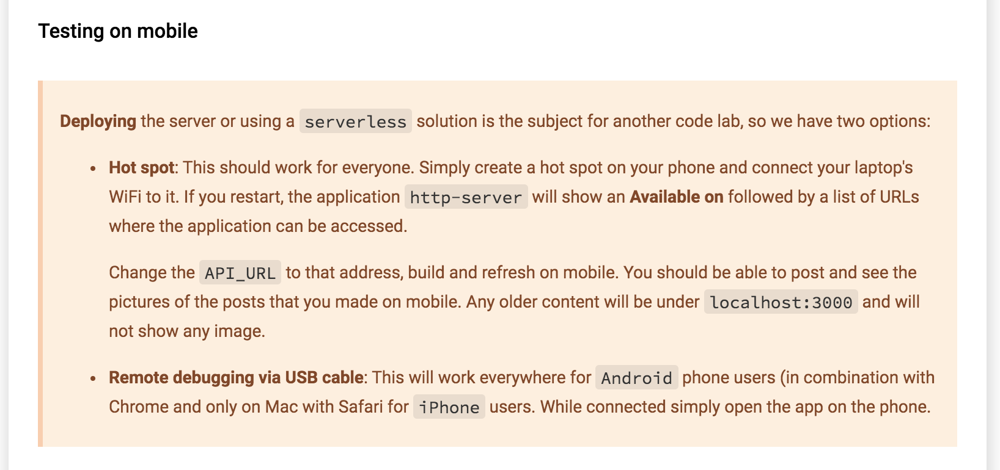 Testing on mobile
Deploying the server or using a serverless solution is the subject for another code lab, so we have two options:
• Hot spot: This should work for everyone. Simply create a hot spot on your phone and connect your laptop's
WiFi to it. If you restart, the application http-server will show an Available on followed by a list of URLs
where the application can be accessed.
Change the API_URL to that address, build and refresh on mobile. You should be able to post and see the
pictures of the posts that you made on mobile. Any older content will be under localhost:3000 and will
not show any image.
• Remote debugging via USB cable: This will work everywhere for Android phone users (in combination with
Chrome and only on Mac with Safari for iPhone users. While connected simply open the app on the phone.